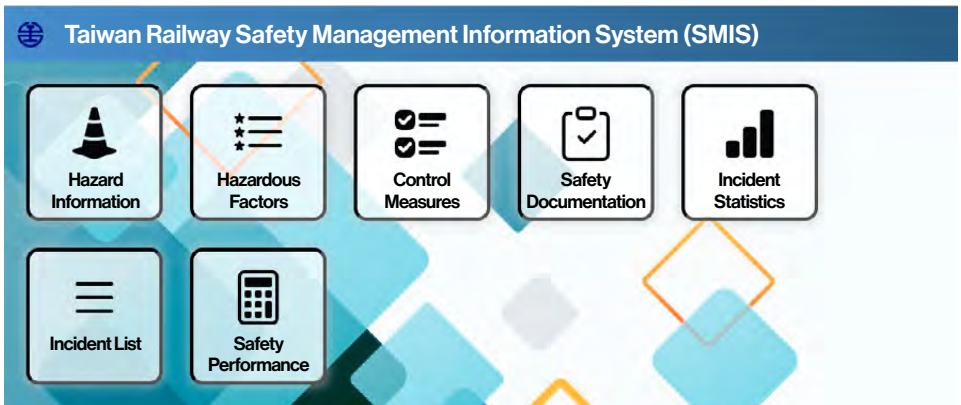 Taiwan Railway Safety Management Information System (SMIS)
Hazard
Information
Hazardous
Factors
Control
Measures
Safety
Documentation
Incident
Statistics
Incident List
Safety
Performance